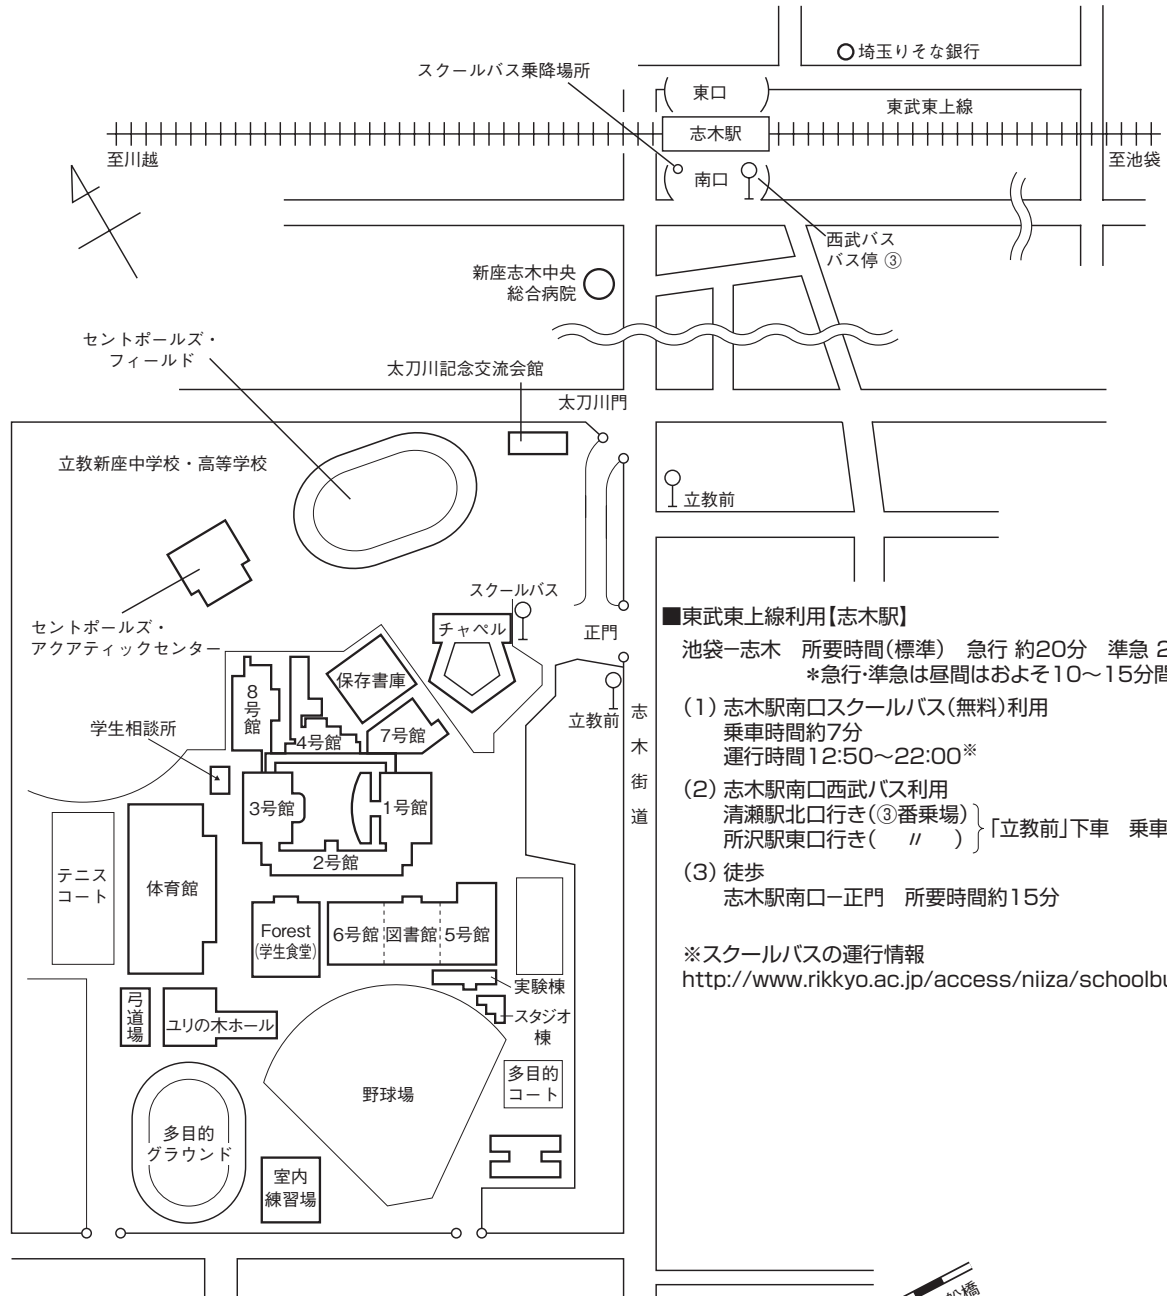 埼玉りそな銀行
スクールバス乗降場所
東口
東武東上線
志木駅
至川越
至池袋
南口
西武バス
バス停 ③
新座志木中央
総合病院
セントポールズ・
フィールド
太刀川記念交流会館
太刀川門
立教新座中学校・高等学校
立教前
スクールバス
チャペル
正門
セントポールズ・
アクアティックセンター
保存書庫
8号館
立教前
志木街道
学生相談所
4号館
7号館
3号館
1号館
2号館
テニス
コート
体育館
Forest
(学生食堂)
6号館
図書館
5号館
実験棟
スタジオ
棟
弓道場
ユリの木ホール
多目的
コート
野球場
多目的
グラウンド
室内
練習場
■東武東上線利用【志木駅】
池袋−志木 所要時間(標準) 急行 約20分 準急 2
*急行・準急は昼間はおよそ10〜15分間
(1) 志木駅南口スクールバス(無料)利用
乗車時間約7分
運行時間12:50〜22:00※
(2) 志木駅南口西武バス利用
清瀬駅北口行き(③番乗場)
所沢駅東口行き( 〃 )
「立教前」下車 乗車
(3) 徒歩
志木駅南口−正門 所要時間約15分
※スクールバスの運行情報
http://www.rikkyo.ac.jp/access/niiza/schoolbu